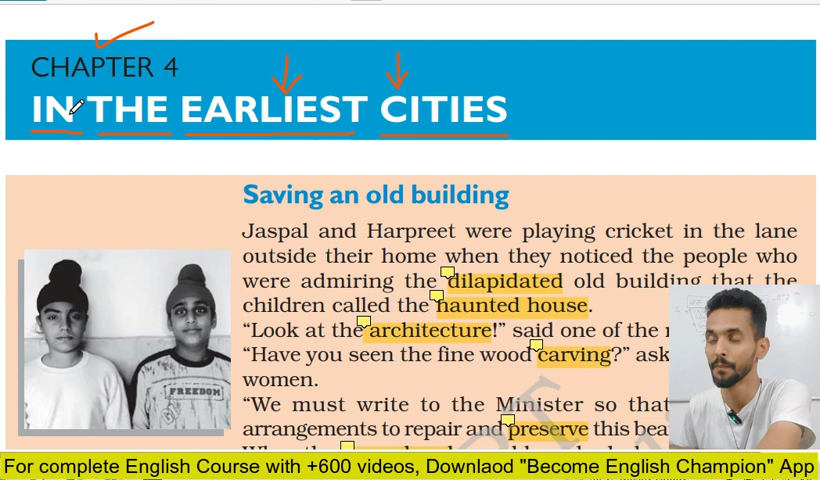 CHAPTER 4
IN THE EARLIEST CITIES
Saving an old building
Jaspal and Harpreet were playing cricket in the lane
outside their home when they noticed the people who
were admiring the dilapidated old building that the
children called the haunted house.
“Look at the architecture!” said one of the
“Have you seen the fine wood carving?”
women.
“We must write to the Minister so that
arrangements to repair and preserve this
FREEDOM
For complete English Course with +600 videos, Downlaod "Become English Champion" App